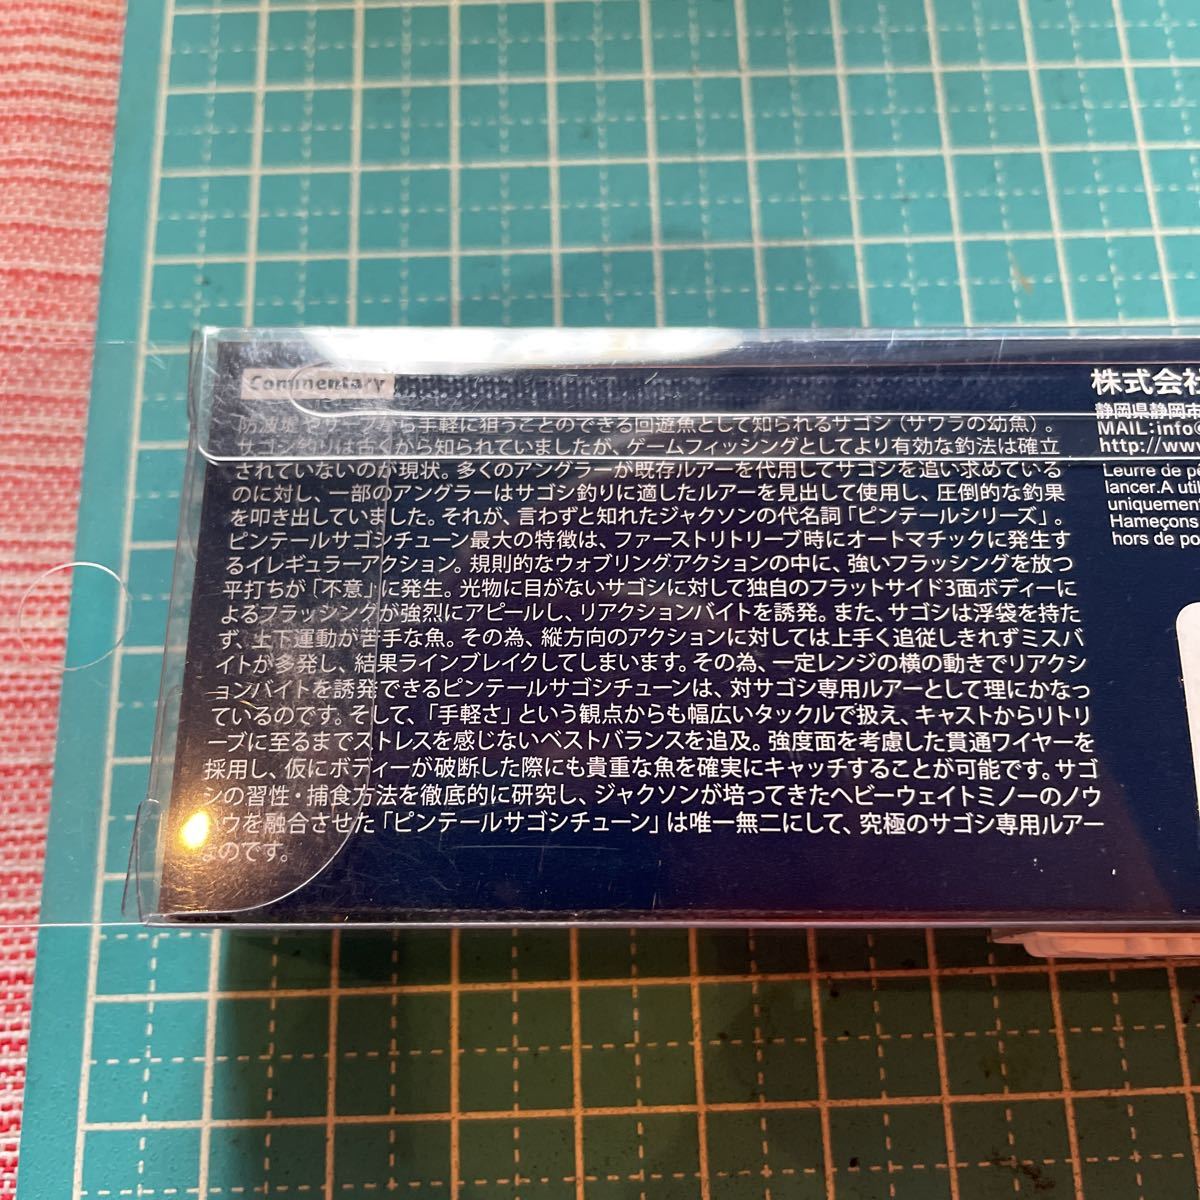 Commentary
防波堤やサーフから手軽に狙うことのできる回遊魚として知られるサゴシ（サワラの幼魚）。
サゴシ釣りは古くから知られていましたが、ゲームフィッシングとしてより有効な釣法は確立
されていないのが現状。多くのアングラーが既存ルアーを代用してサゴシを追い求めている
のに対し、一部のアングラーはサゴシ釣りに適したルアーを見出して使用し、圧倒的な釣果
を叩き出していました。それが、言わずと知れたジャクソンの代名詞「ピンテールシリーズ」。
ピンテールサゴシチューン最大の特徴は、ファーストリトリーブ時にオートマチックに発生す
るイレギュラーアクション。規則的なウォブリングアクションの中に、強いフラッシングを放つ
平打ちが「不意」に発生。光物に目がないサゴシに対して独自のフラットサイド3面ボディーに
よるフラッシングが強烈にアピールし、リアクションバイトを誘発。また、サゴシは浮袋を持た
ず、上下運動が苦手な魚。その為、縦方向のアクションに対しては上手く追従しきれずミスバ
イトが多発し、結果ラインブレイクしてしまいます。その為、一定レンジの横の動きでリアクシ
ョンバイトを誘発できるピンテールサゴシチューンは、対サゴシ専用ルアーとして理にかなっ
ているのです。そして、「手軽さ」という観点からも幅広いタックルで扱え、キャストからリトリ
ーブに至るまでストレスを感じないベストバランスを追及。強度面を考慮した貫通ワイヤーを
採用し、仮にボディーが破断した際にも貴重な魚を確実にキャッチすることが可能です。サゴ
シの習性・捕食方法を徹底的に研究し、ジャクソンが培ってきたヘビーウェイトミノーのノウ
ハウを融合させた「ピンテールサゴシチューン」は唯一無二にして、究極のサゴシ専用ルアー
なのです。
株式会社
静岡県静岡市
MAIL:info@
http://ww
Leurre de pê
lancer.A util
uniquement
Hameçons
hors de po